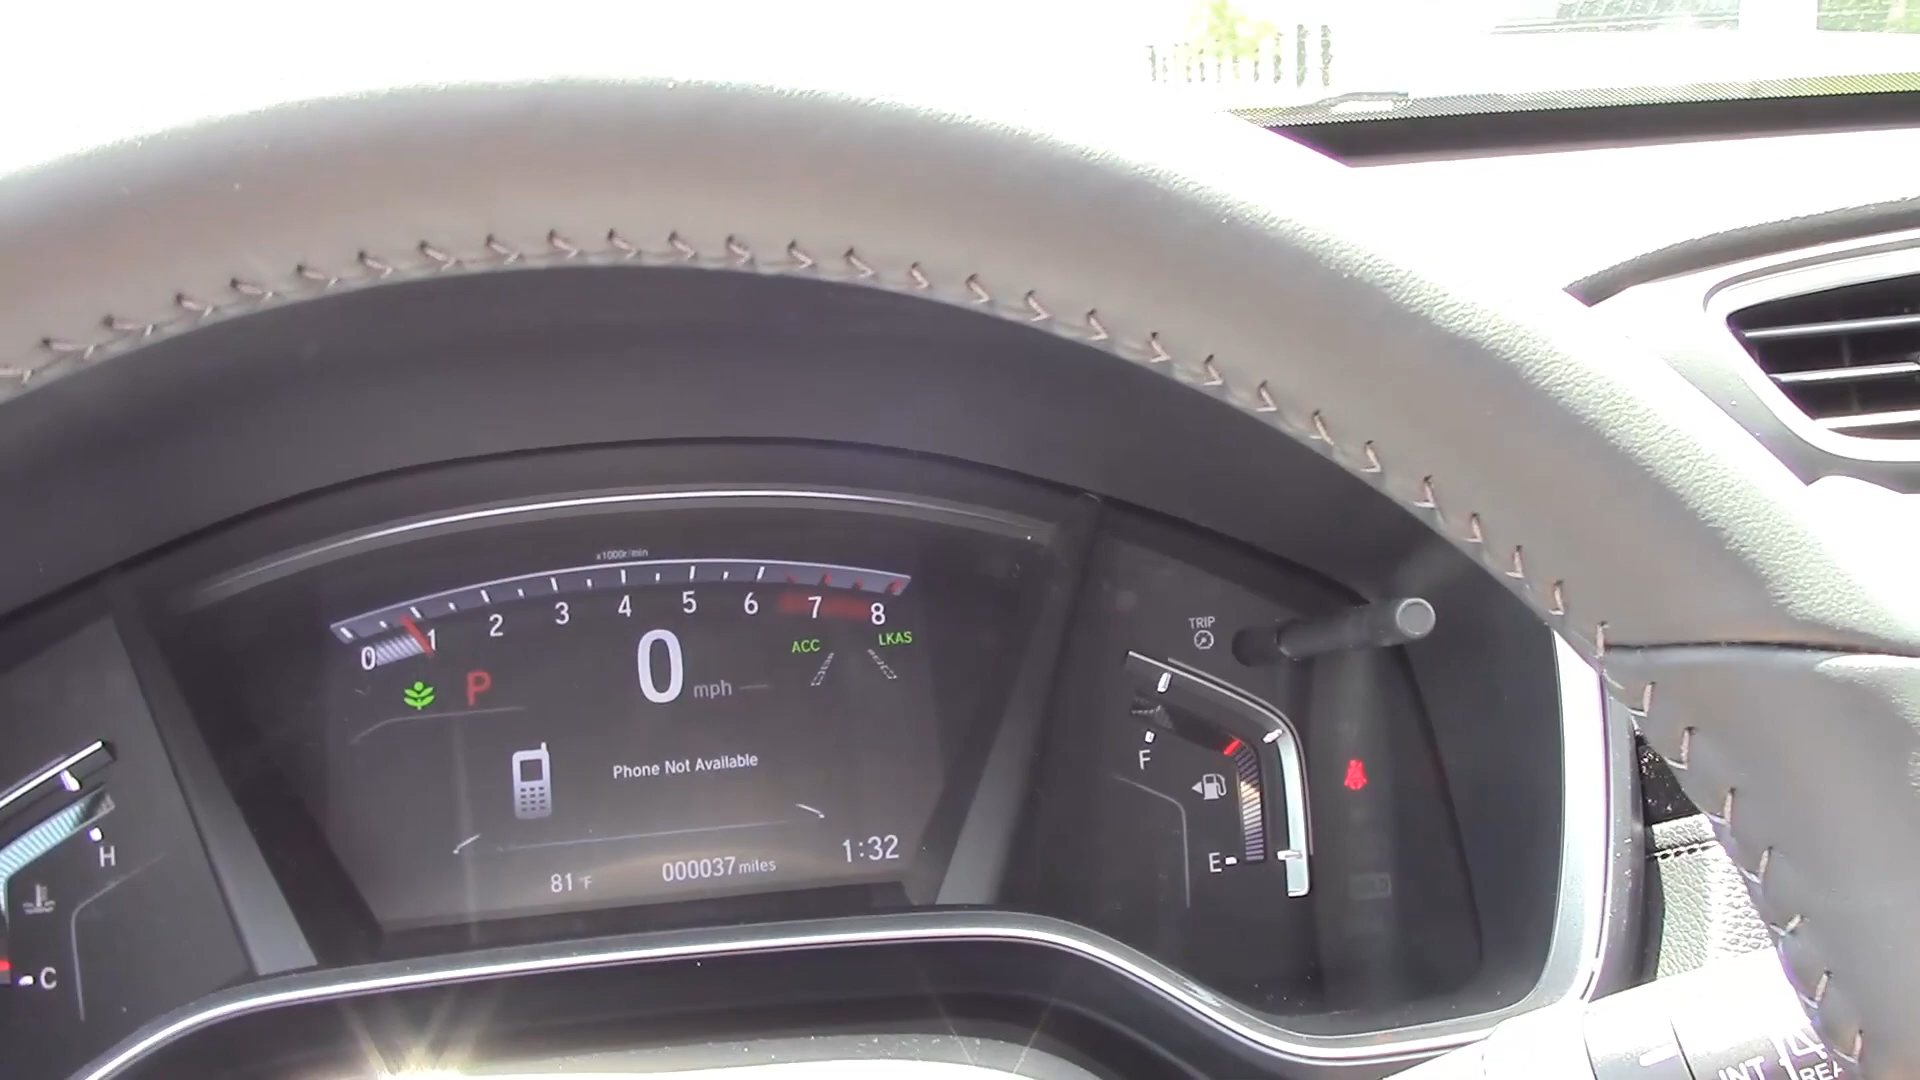 x1000r/min
0 1 2 3 4 5 6 7 8
ACC
LKAS
P
0 mph
Phone Not Available
81°F
000037 miles
1:32
H
C
TRIP
F
E
INT